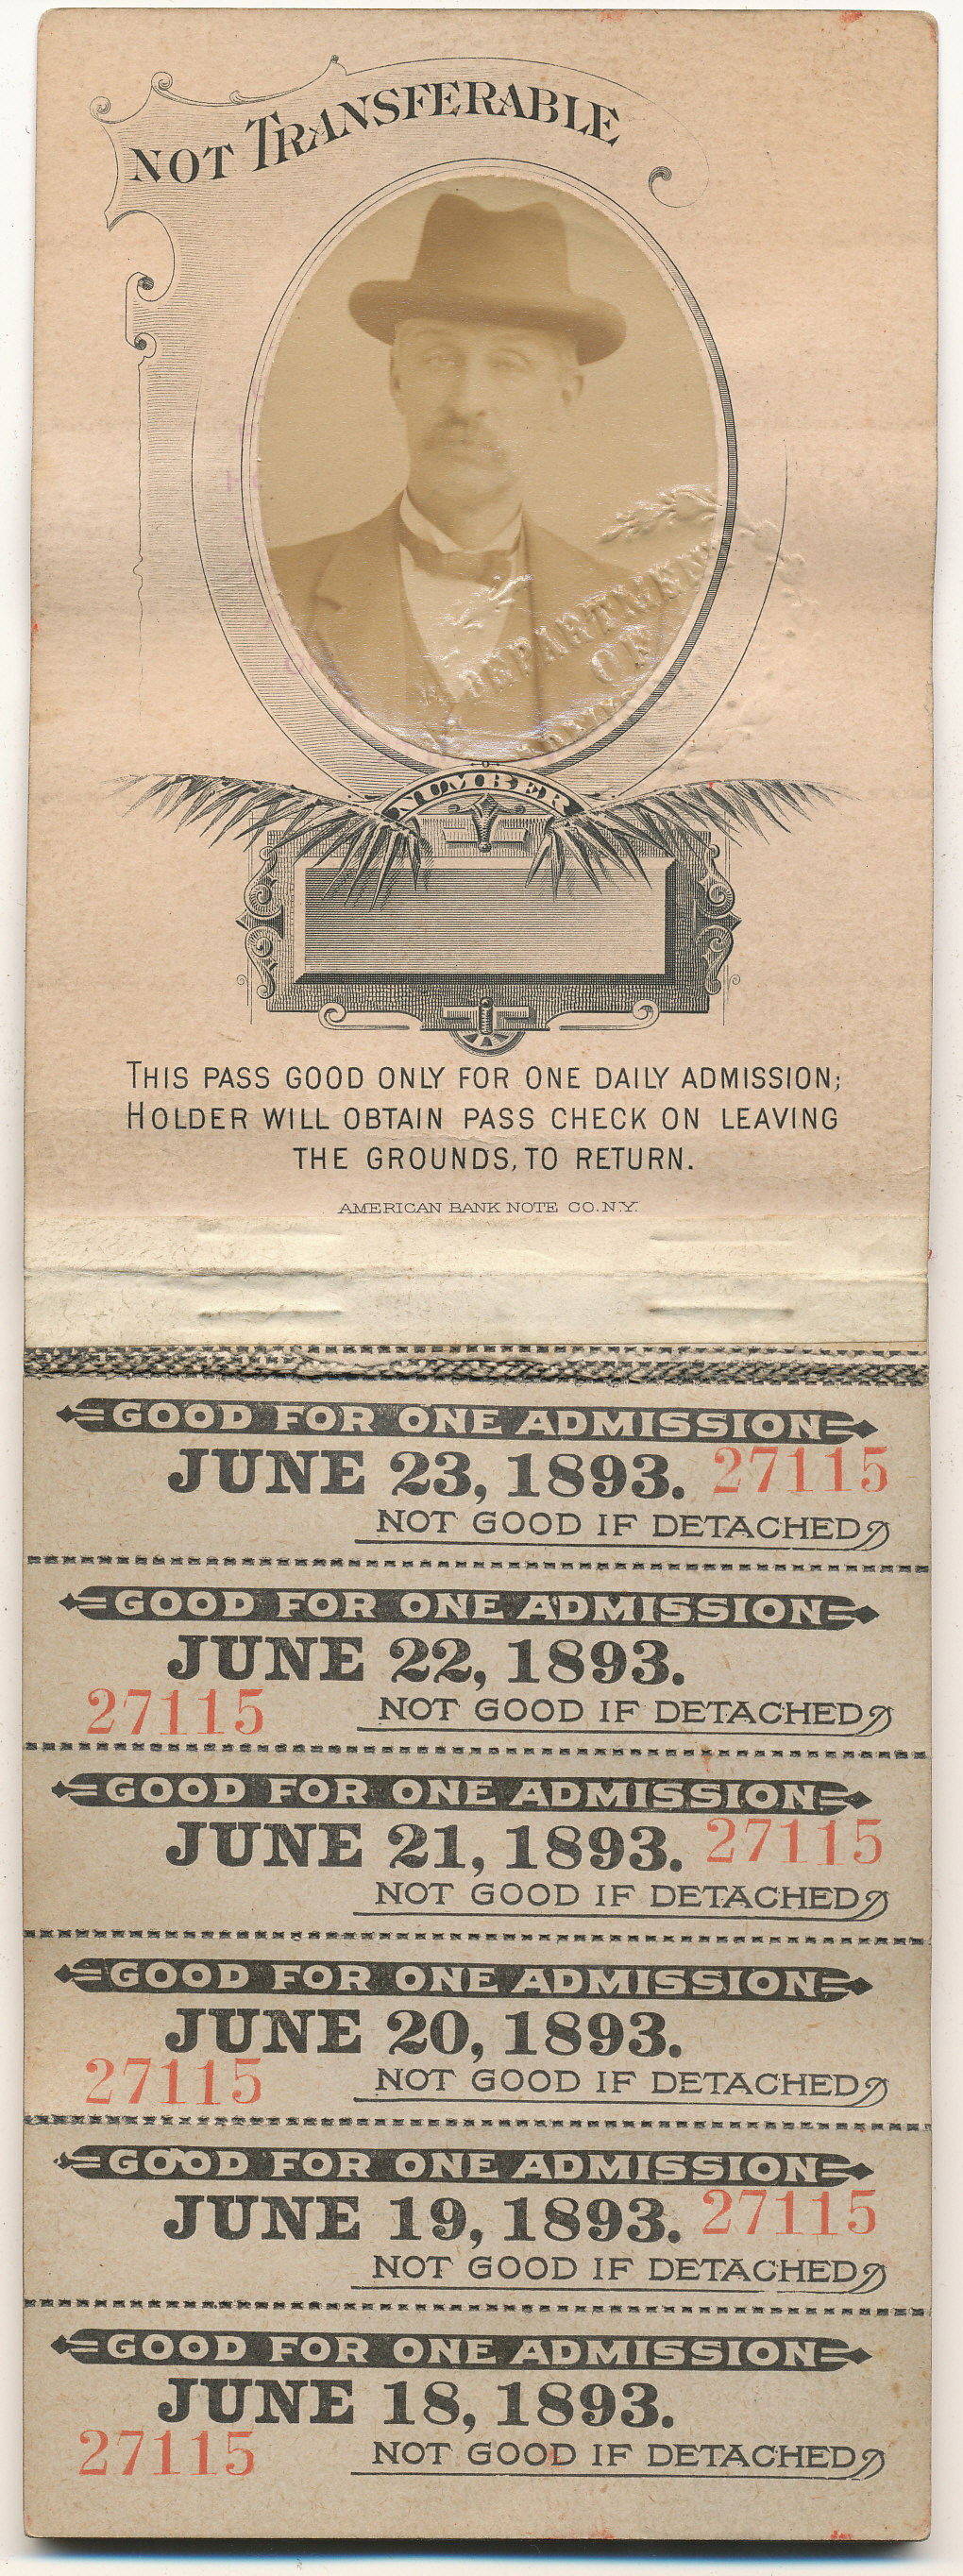 NOT TRANSFERABLE
DEPARTMENT
OF
NUMBER
THIS PASS GOOD ONLY FOR ONE DAILY ADMISSION;
HOLDER WILL OBTAIN PASS CHECK ON LEAVING
THE GROUNDS, TO RETURN.
AMERICAN BANK NOTE CO. N.Y.
GOOD FOR ONE ADMISSION
JUNE 23, 1893. 27115
NOT GOOD IF DETACHED
GOOD FOR ONE ADMISSION
JUNE 22, 1893.
27115 NOT GOOD IF DETACHED
GOOD FOR ONE ADMISSION
JUNE 21, 1893. 27115
NOT GOOD IF DETACHED
GOOD FOR ONE ADMISSION
JUNE 20, 1893.
27115 NOT GOOD IF DETACHED
GOOD FOR ONE ADMISSION
JUNE 19, 1893. 27115
NOT GOOD IF DETACHED
GOOD FOR ONE ADMISSION
JUNE 18, 1893.
27115 NOT GOOD IF DETACHED